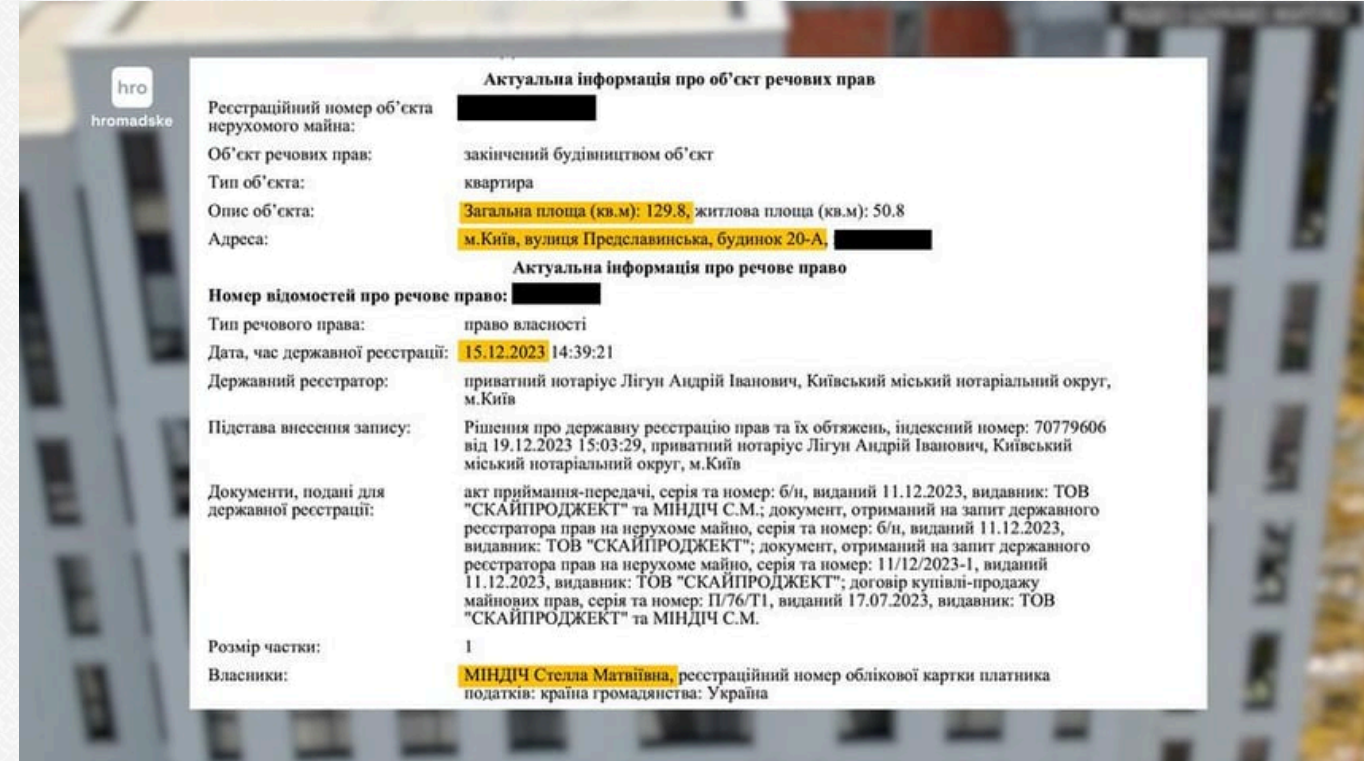 hro
hromadske
Актуальна інформація про об’єкт речових прав
Реєстраційний номер об’єкта
нерухомого майна:
Об’єкт речових прав: закінчений будівництвом об’єкт
Тип об’єкта: квартира
Опис об’єкта: Загальна площа (кв.м): 129.8, житлова площа (кв.м): 50.8
Адреса: м.Київ, вулиця Предславинська, будинок 20-А,
Актуальна інформація про речове право
Номер відомостей про речове право:
Тип речового права: право власності
Дата, час державної реєстрації: 15.12.2023 14:39:21
Державний реєстратор: приватний нотаріус Лігун Андрій Іванович, Київський міський нотаріальний округ,
м.Київ
Підстава внесення запису: Рішення про державну реєстрацію прав та їх обтяжень, індексний номер: 70779606
від 19.12.2023 15:03:29, приватний нотаріус Лігун Андрій Іванович, Київський
міський нотаріальний округ, м.Київ
Документи, подані для
державної реєстрації:
акт приймання-передачі, серія та номер: б/н, виданий 11.12.2023, видавник: ТОВ
"СКАЙПРОДЖЕКТ" та МІНДІЧ С.М.; документ, отриманий на запит державного
реєстратора прав на нерухоме майно, серія та номер: б/н, виданий 11.12.2023,
видавник: ТОВ "СКАЙПРОДЖЕКТ"; документ, отриманий на запит державного
реєстратора прав на нерухоме майно, серія та номер: 11/12/2023-1, виданий
11.12.2023, видавник: ТОВ "СКАЙПРОДЖЕКТ"; договір купівлі-продажу
майнових прав, серія та номер: П/76/Т1, виданий 17.07.2023, видавник: ТОВ
"СКАЙПРОДЖЕКТ" та МІНДІЧ С.М.
Розмір частки: 1
Власники: МІНДІЧ Стелла Матвіївна, реєстраційний номер облікової картки платника
податків: країна громадянства: Україна